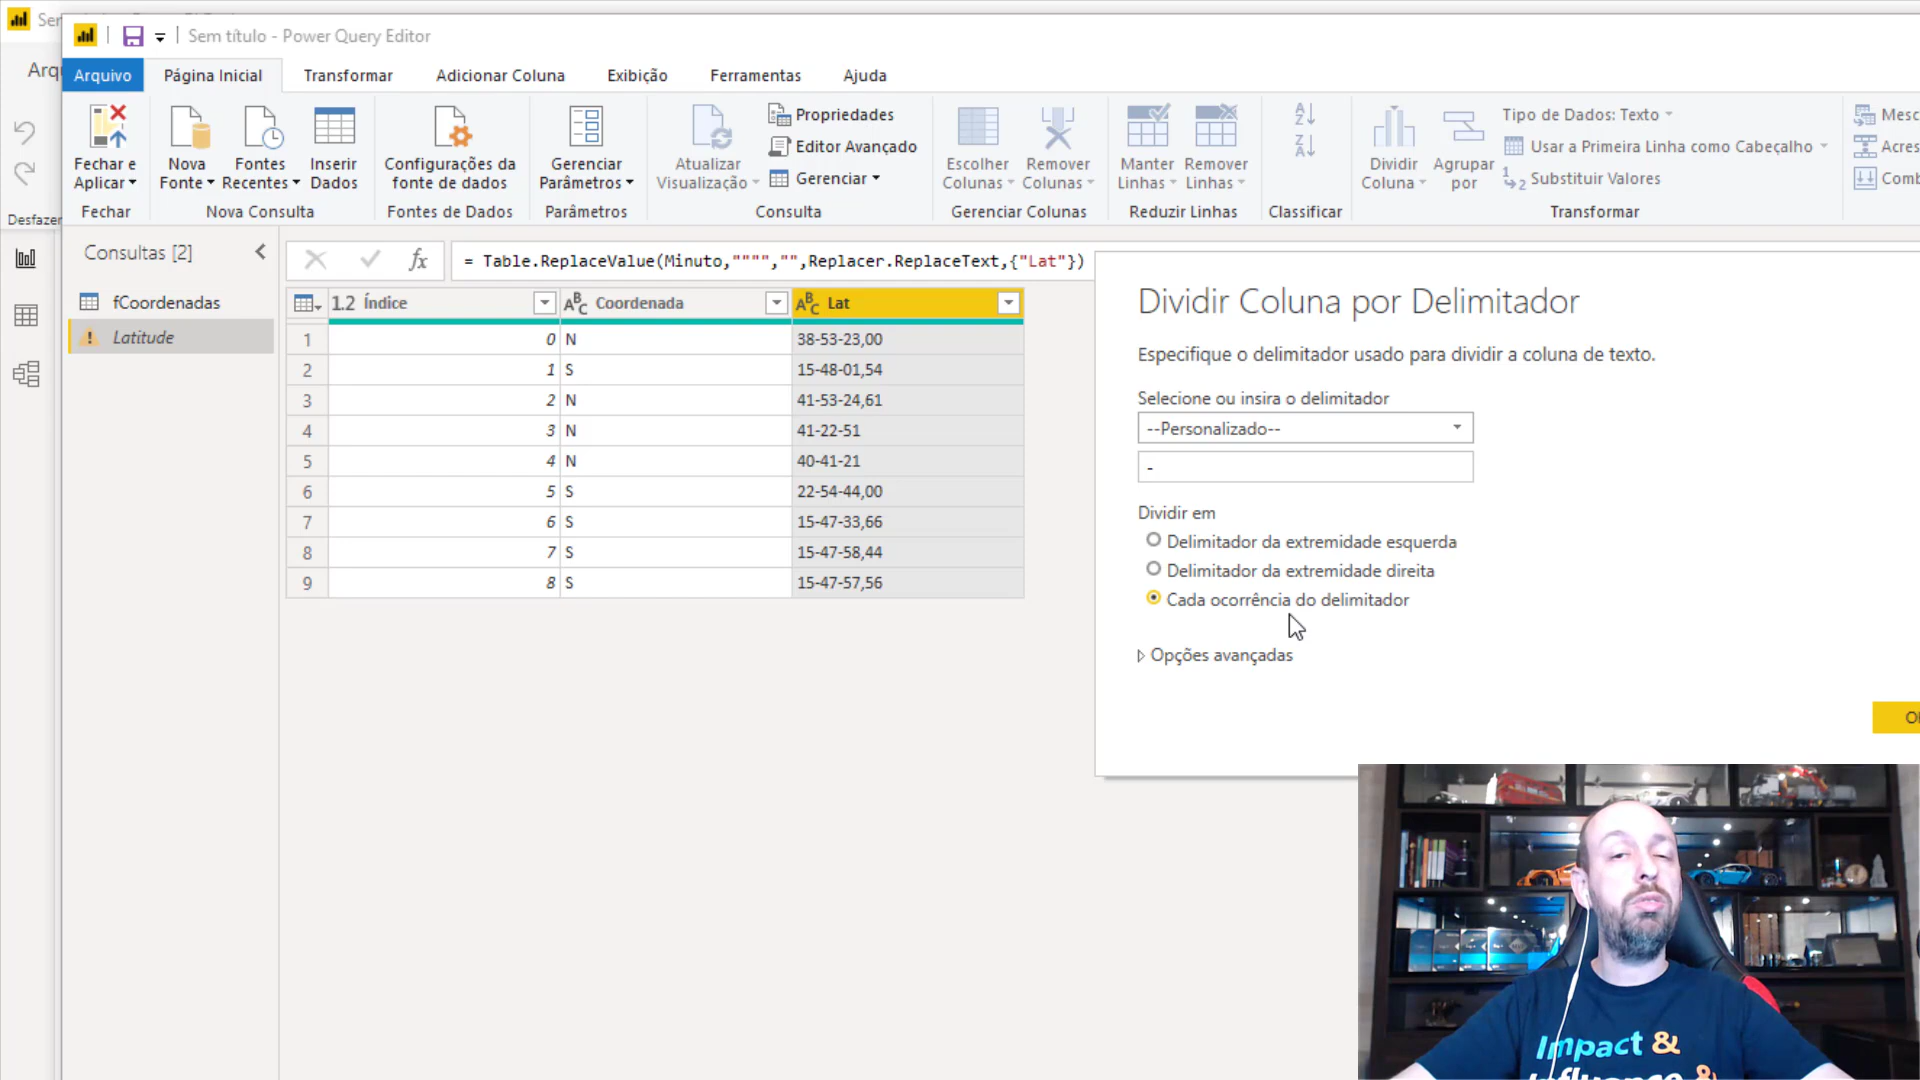 Sem título - Power Query Editor
Arquivo
Página Inicial
Transformar
Adicionar Coluna
Exibição
Ferramentas
Ajuda
Fechar e Aplicar
Nova Fonte
Fontes Recentes
Inserir Dados
Configurações da fonte de dados
Gerenciar Parâmetros
Atualizar Visualização
Propriedades
Editor Avançado
Gerenciar
Escolher Colunas
Remover Colunas
Manter Linhas
Remover Linhas
Dividir Coluna
Agrupar por
Tipo de Dados: Texto
Usar a Primeira Linha como Cabeçalho
Substituir Valores
Fechar
Nova Consulta
Fontes de Dados
Parâmetros
Consulta
Gerenciar Colunas
Reduzir Linhas
Classificar
Transformar
Desfazer
Consultas [2]
fCoordenadas
Latitude
= Table.ReplaceValue(Minuto,"""","",Replacer.ReplaceText,{"Lat"})
1.2 Índice ABC Coordenada ABC Lat
1 0 N 38-53-23,00
2 1 S 15-48-01,54
3 2 N 41-53-24,61
4 3 N 41-22-51
5 4 N 40-41-21
6 5 S 22-54-44,00
7 6 S 15-47-33,66
8 7 S 15-47-58,44
9 8 S 15-47-57,56
Dividir Coluna por Delimitador
Especifique o delimitador usado para dividir a coluna de texto.
Selecione ou insira o delimitador
--Personalizado--
-
Dividir em
Delimitador da extremidade esquerda
Delimitador da extremidade direita
Cada ocorrência do delimitador
Opções avançadas
Impact &